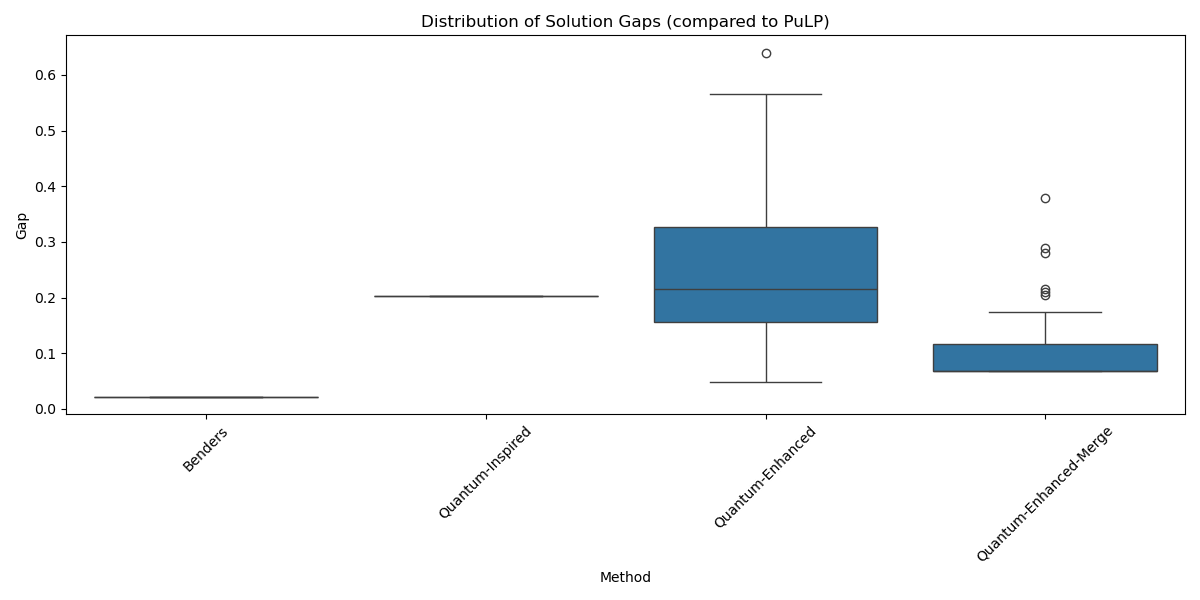 Distribution of Solution Gaps (compared to PuLP)
0.6
0.5
0.4
0.3
0.2
0.1
0.0
Gap
Benders
Quantum-Inspired
Quantum-Enhanced
Quantum-Enhanced-Merge
Method